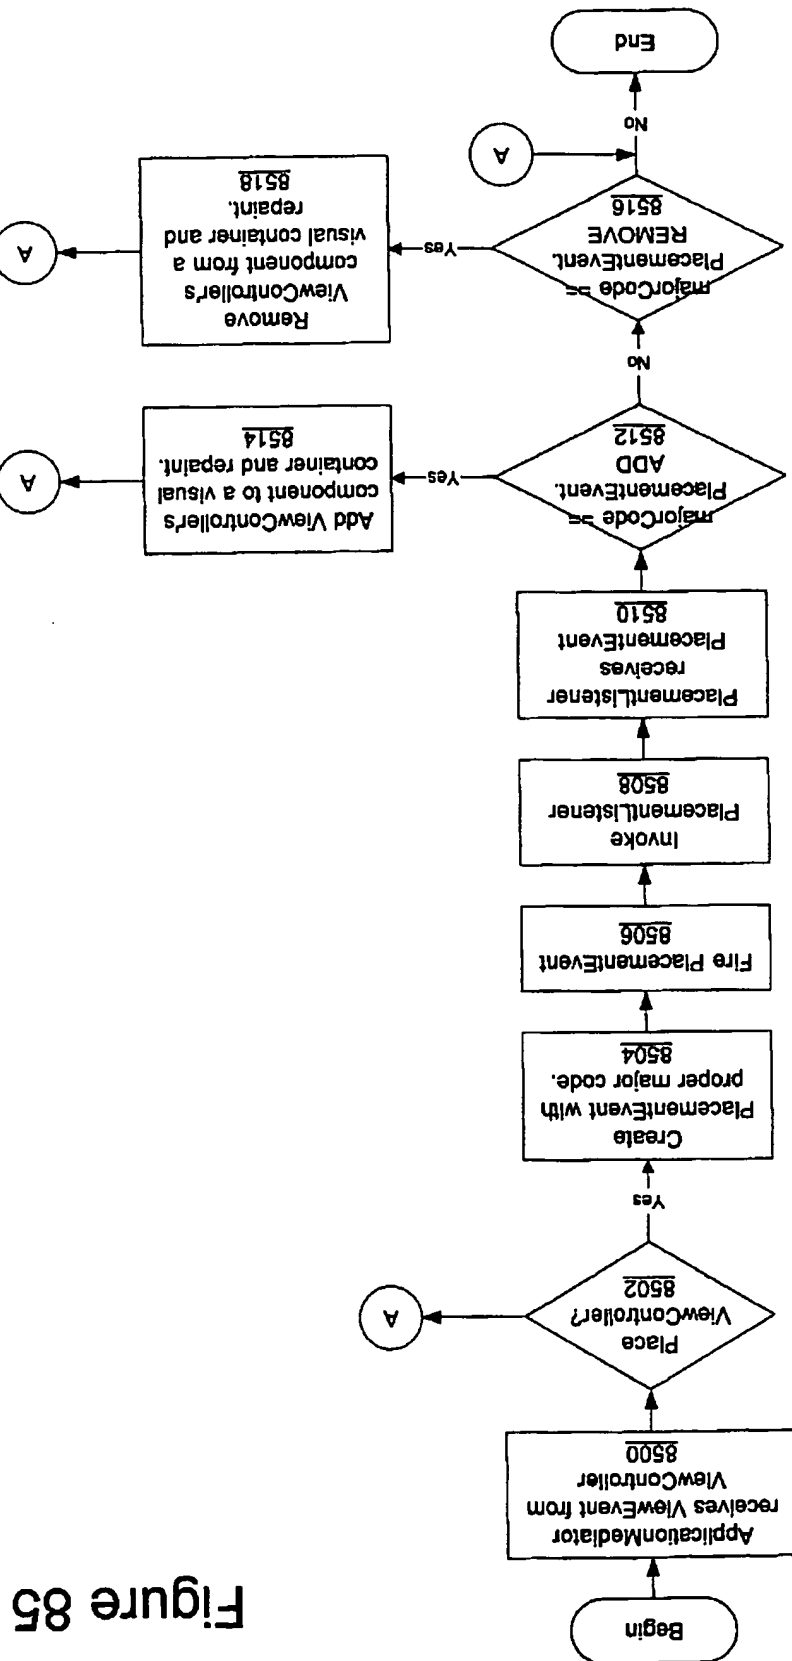 Figure 85
Begin
ApplicationMediator
receives ViewEvent from
ViewController
8500
Place
ViewController?
8502
A
Yes
Create
PlacementEvent with
proper major code.
8504
Fire PlacementEvent
8506
Invoke
PlacementListener
8508
PlacementListener
receives
PlacementEvent
8510
majorCode ==
PlacementEvent.
ADD
8512
Yes
Add ViewController's
component to a visual
container and repaint.
8514
A
No
majorCode ==
PlacementEvent.
REMOVE
8516
Yes
Remove
ViewController's
component from a
visual container and
repaint.
8518
A
A
No
End